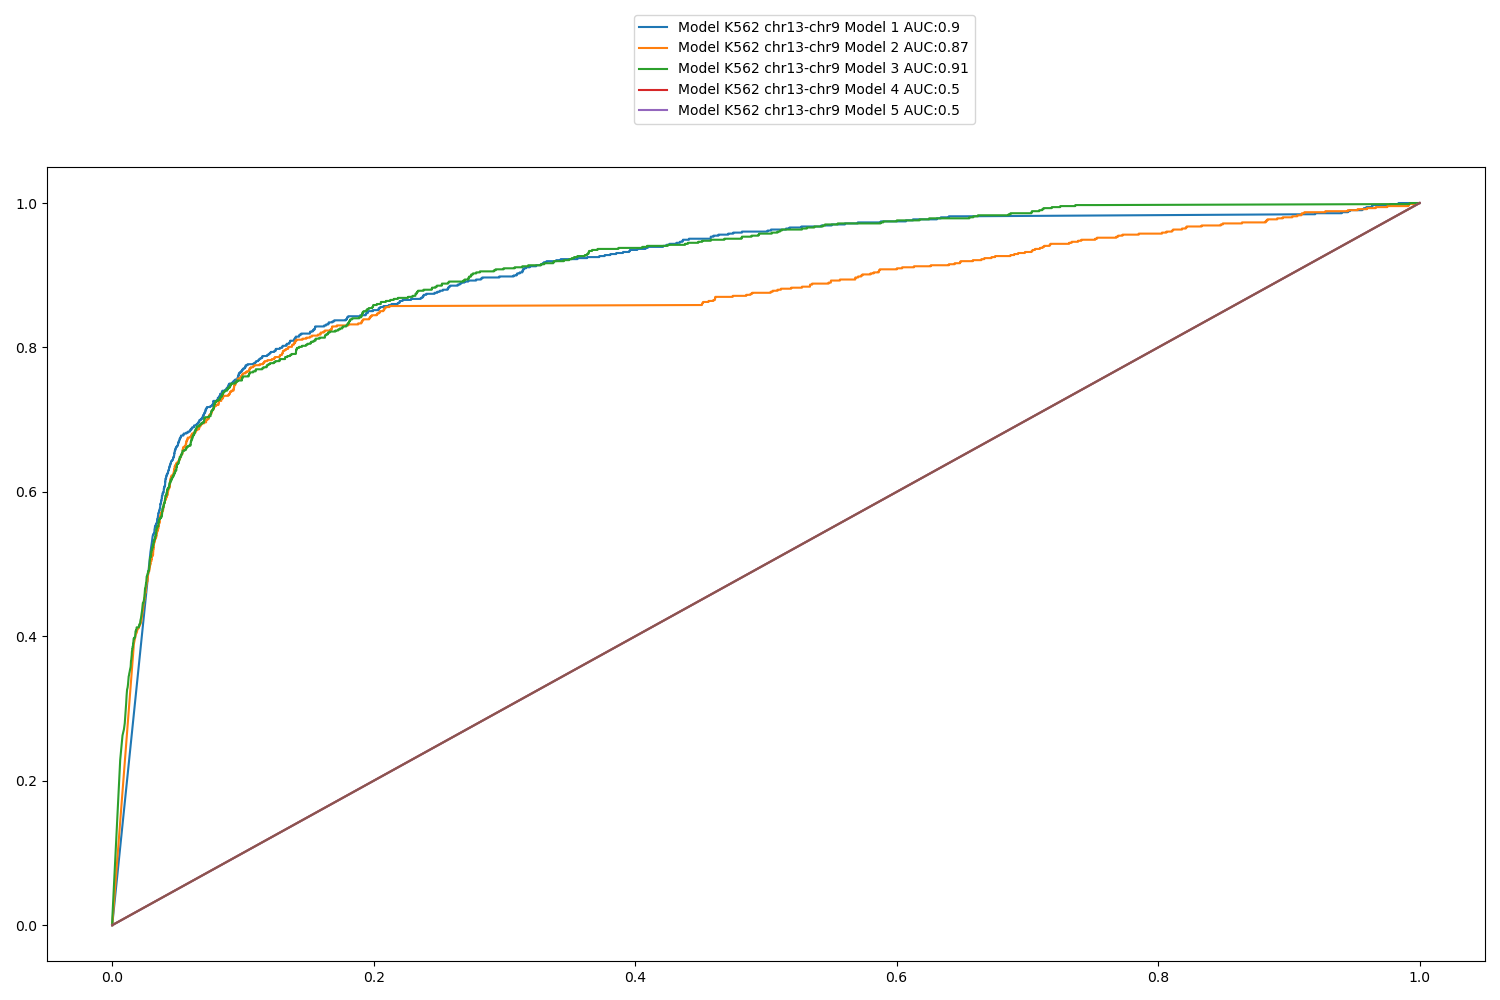 Model K562 chr13-chr9 Model 1 AUC:0.9
Model K562 chr13-chr9 Model 2 AUC:0.87
Model K562 chr13-chr9 Model 3 AUC:0.91
Model K562 chr13-chr9 Model 4 AUC:0.5
Model K562 chr13-chr9 Model 5 AUC:0.5
1.0
0.8
0.6
0.4
0.2
0.0
0.0 0.2 0.4 0.6 0.8 1.0